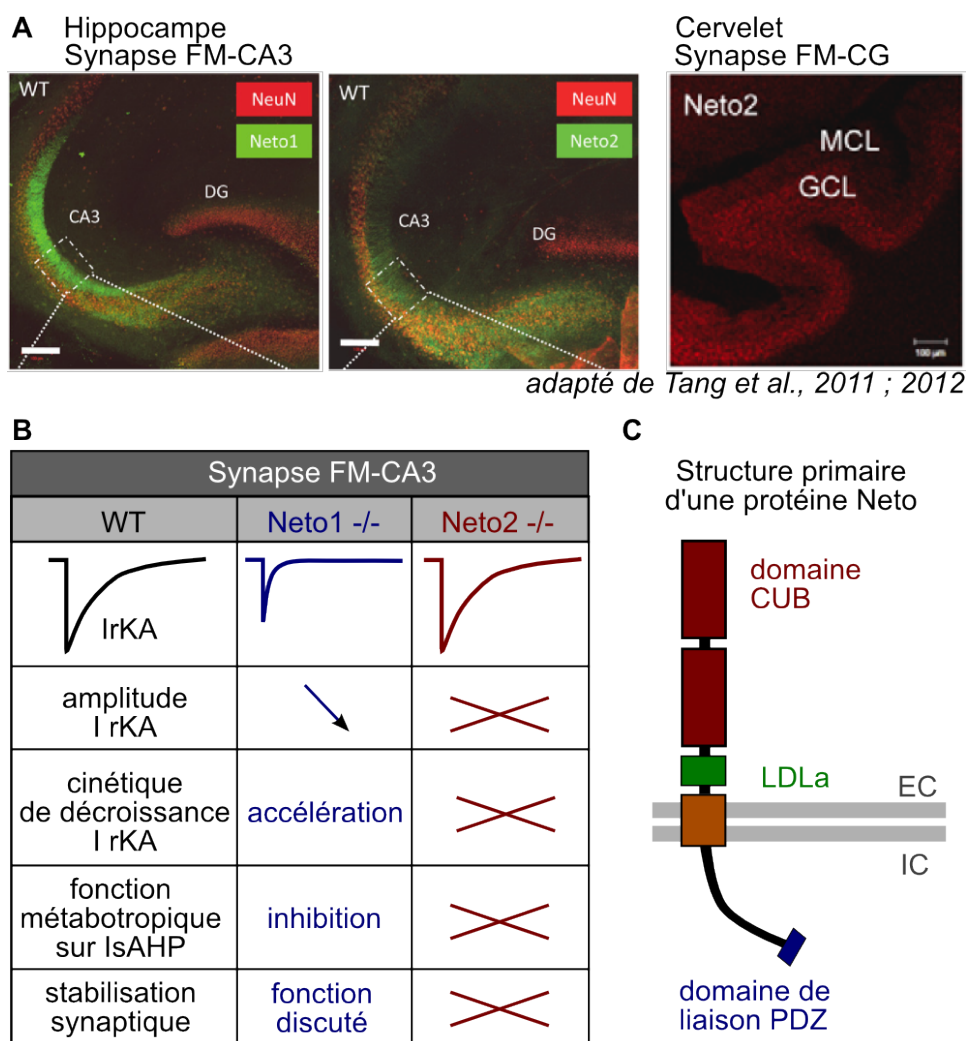 A
Hippocampe
Synapse FM-CA3
Cervelet
Synapse FM-CG
WT
NeuN
Neto1
CA3
DG
WT
NeuN
Neto2
CA3
DG
Neto2
MCL
GCL
100 µm
adapté de Tang et al., 2011 ; 2012
B
Synapse FM-CA3
WT
Neto1 -/-
Neto2 -/-
IrKA
amplitude
I rKA
cinétique
de décroissance
I rKA
accélération
fonction
métabotropique
sur IsAHP
inhibition
stabilisation
synaptique
fonction
discuté
C
Structure primaire
d'une protéine Neto
domaine
CUB
LDLa
EC
IC
domaine de
liaison PDZ